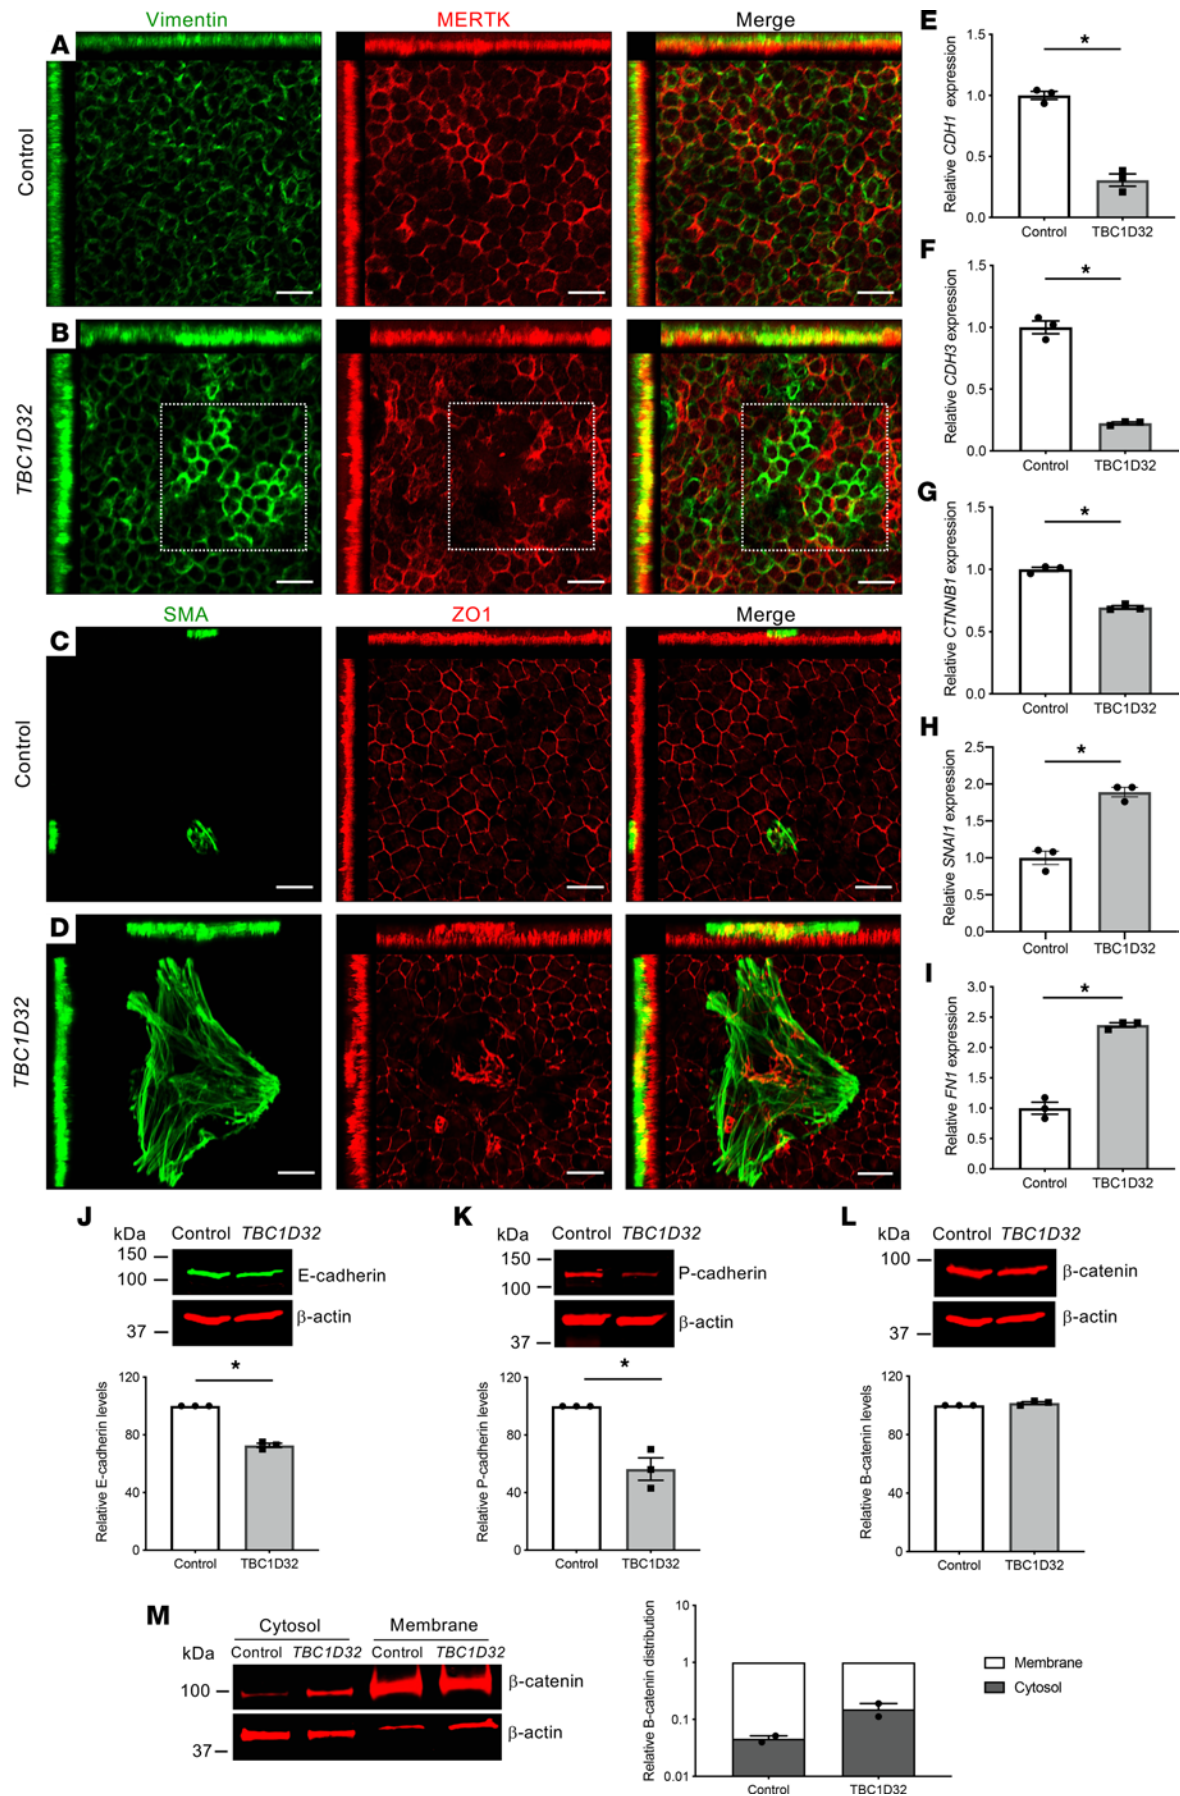 Vimentin MERTK Merge
A
Control
B
TBC1D32
SMA ZO1 Merge
C
Control
D
TBC1D32
E
Relative CDH1 expression
1.5
1.0
0.5
0.0
*
Control TBC1D32
F
Relative CDH3 expression
1.5
1.0
0.5
0.0
*
Control TBC1D32
G
Relative CTNNB1 expression
1.5
1.0
0.5
0.0
*
Control TBC1D32
H
Relative SNAI1 expression
2.5
2.0
1.5
1.0
0.5
0.0
*
Control TBC1D32
I
Relative FN1 expression
3.0
2.5
2.0
1.5
1.0
0.5
0.0
*
Control TBC1D32
J
kDa Control TBC1D32
150
100
E-cadherin
β-actin
37
Relative E-cadherin levels
120
80
40
0
*
Control TBC1D32
K
kDa Control TBC1D32
150
100
P-cadherin
β-actin
37
Relative P-cadherin levels
120
80
40
0
*
Control TBC1D32
L
kDa Control TBC1D32
100
β-catenin
β-actin
37
Relative B-catenin levels
120
80
40
0
Control TBC1D32
M
Cytosol Membrane
kDa Control TBC1D32 Control TBC1D32
100
β-catenin
β-actin
37
Relative B-catenin distribution
10
1
0.1
0.01
Control TBC1D32
Membrane
Cytosol